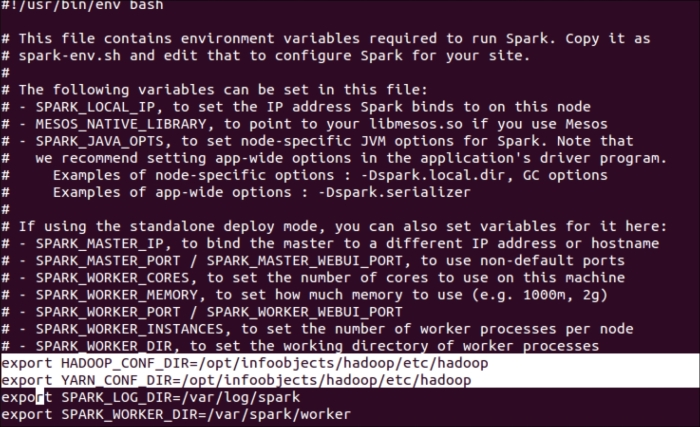 #!/usr/bin/env bash
# This file contains environment variables required to run Spark. Copy it as
# spark-env.sh and edit that to configure Spark for your site.
#
# The following variables can be set in this file:
# - SPARK_LOCAL_IP, to set the IP address Spark binds to on this node
# - MESOS_NATIVE_LIBRARY, to point to your libmesos.so if you use Mesos
# - SPARK_JAVA_OPTS, to set node-specific JVM options for Spark. Note that
#   we recommend setting app-wide options in the application's driver program.
#     Examples of node-specific options : -Dspark.local.dir, GC options
#     Examples of app-wide options : -Dspark.serializer
#
# If using the standalone deploy mode, you can also set variables for it here:
# - SPARK_MASTER_IP, to bind the master to a different IP address or hostname
# - SPARK_MASTER_PORT / SPARK_MASTER_WEBUI_PORT, to use non-default ports
# - SPARK_WORKER_CORES, to set the number of cores to use on this machine
# - SPARK_WORKER_MEMORY, to set how much memory to use (e.g. 1000m, 2g)
# - SPARK_WORKER_PORT / SPARK_WORKER_WEBUI_PORT
# - SPARK_WORKER_INSTANCES, to set the number of worker processes per node
# - SPARK_WORKER_DIR, to set the working directory of worker processes
export HADOOP_CONF_DIR=/opt/infoobjects/hadoop/etc/hadoop
export YARN_CONF_DIR=/opt/infoobjects/hadoop/etc/hadoop
export SPARK_LOG_DIR=/var/log/spark
export SPARK_WORKER_DIR=/var/spark/worker